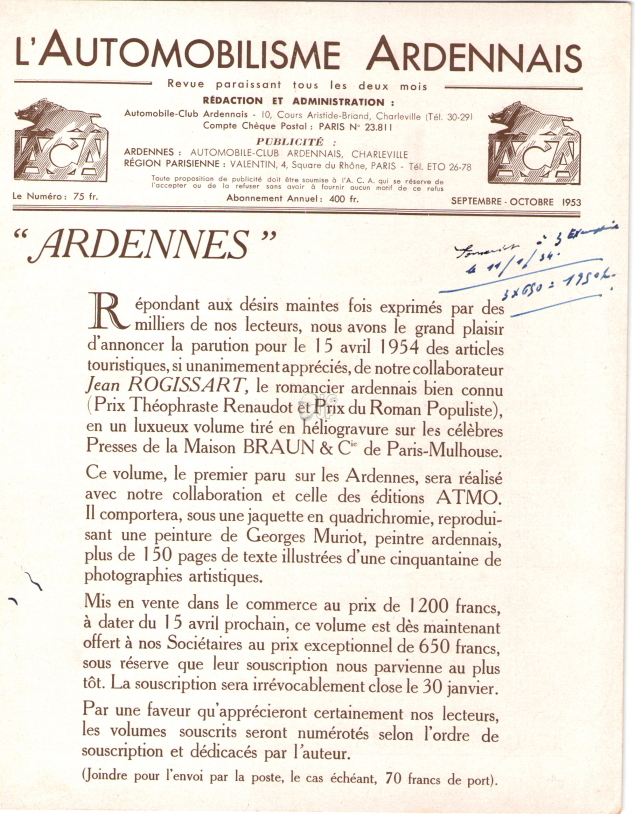 L'AUTOMOBILISME ARDENNAIS
Revue paraissant tous les deux mois
RÉDACTION ET ADMINISTRATION :
Automobile-Club Ardennais - 10, Cours Aristide-Briand, Charleville (Tél. 30-29)
Compte Chèque Postal : PARIS N° 23.811
PUBLICITÉ :
ARDENNES : AUTOMOBILE-CLUB ARDENNAIS, CHARLEVILLE
RÉGION PARISIENNE : VALENTIN, 4, Square du Rhône, PARIS - Tél. ETO 26-78
Toute proposition de publicité doit être soumise à l'A. C. A. qui se réserve de
l'accepter ou de la refuser sans avoir à fournir aucun motif de ce refus
ACA
ACA
Le Numéro : 75 fr.
Abonnement Annuel : 400 fr.
SEPTEMBRE - OCTOBRE 1953
"ARDENNES"
à 3
le 11/1/54.
3 x 650 = 1950
Répondant aux désirs maintes fois exprimés par des
milliers de nos lecteurs, nous avons le grand plaisir
d'annoncer la parution pour le 15 avril 1954 des articles
touristiques, si unanimement appréciés, de notre collaborateur
Jean ROGISSART, le romancier ardennais bien connu
(Prix Théophraste Renaudot et Prix du Roman Populiste),
en un luxueux volume tiré en héliogravure sur les célèbres
Presses de la Maison BRAUN & Cie de Paris-Mulhouse.
Ce volume, le premier paru sur les Ardennes, sera réalisé
avec notre collaboration et celle des éditions ATMO.
Il comportera, sous une jaquette en quadrichromie, reprodui-
sant une peinture de Georges Muriot, peintre ardennais,
plus de 150 pages de texte illustrées d'une cinquantaine de
photographies artistiques.
Mis en vente dans le commerce au prix de 1200 francs,
à dater du 15 avril prochain, ce volume est dès maintenant
offert à nos Sociétaires au prix exceptionnel de 650 francs,
sous réserve que leur souscription nous parvienne au plus
tôt. La souscription sera irrévocablement close le 30 janvier.
Par une faveur qu'apprécieront certainement nos lecteurs,
les volumes souscrits seront numérotés selon l'ordre de
souscription et dédicacés par l'auteur.
(Joindre pour l'envoi par la poste, le cas échéant, 70 francs de port).